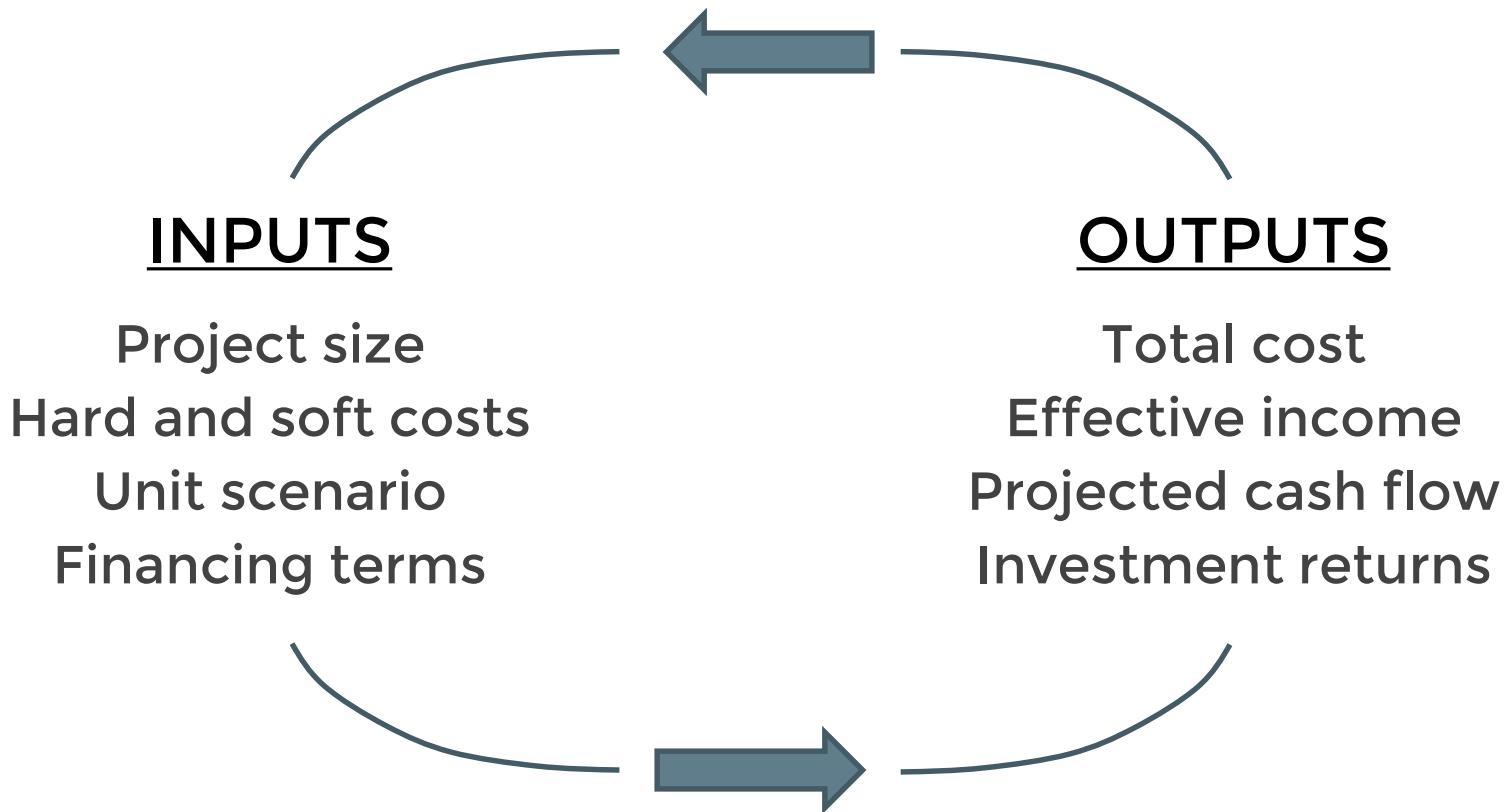 INPUTS
Project size
Hard and soft costs
Unit scenario
Financing terms
OUTPUTS
Total cost
Effective income
Projected cash flow
Investment returns